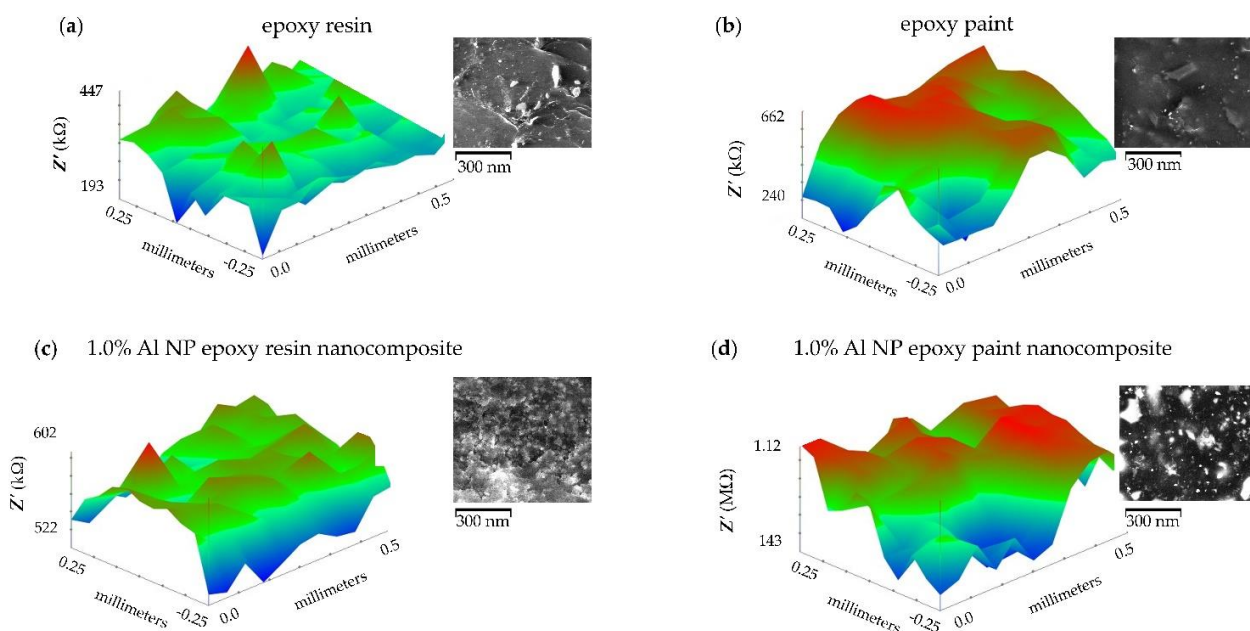 (a)
epoxy resin
447
Z′ (kΩ)
193
0.25
millimeters
-0.25
0.0
millimeters
0.5
300 nm
(b)
epoxy paint
662
Z′ (kΩ)
240
0.25
millimeters
-0.25
0.0
millimeters
0.5
300 nm
(c) 1.0% Al NP epoxy resin nanocomposite
602
Z′ (kΩ)
522
0.25
millimeters
-0.25
0.0
millimeters
0.5
300 nm
(d) 1.0% Al NP epoxy paint nanocomposite
1.12
Z′ (MΩ)
143
0.25
millimeters
-0.25
0.0
millimeters
0.5
300 nm